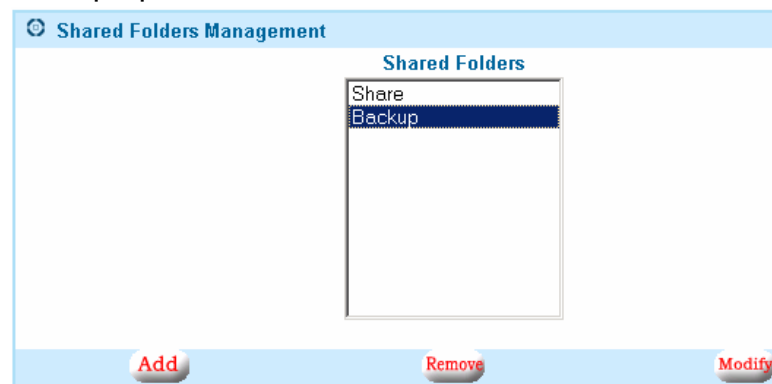 Shared Folders Management
Shared Folders
Share
Backup
Add
Remove
Modify